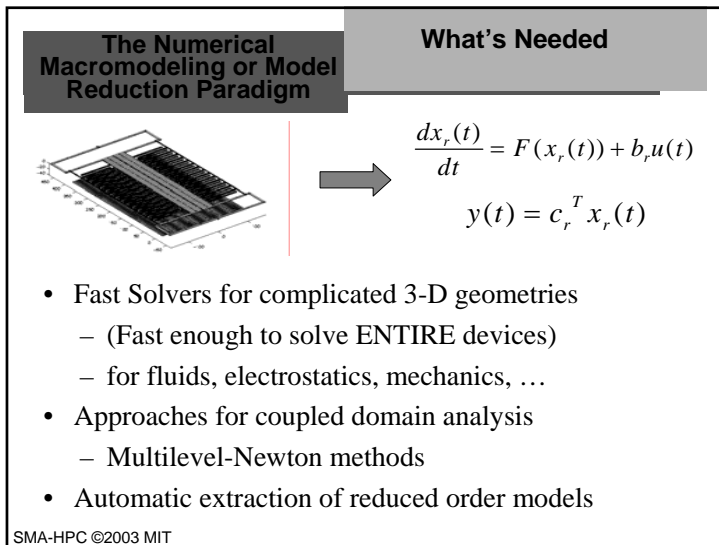 The Numerical
Macromodeling or Model
Reduction Paradigm
What's Needed
dx_r(t)/dt = F(x_r(t)) + b_r u(t)
y(t) = c_r^T x_r(t)
• Fast Solvers for complicated 3-D geometries
– (Fast enough to solve ENTIRE devices)
– for fluids, electrostatics, mechanics, …
• Approaches for coupled domain analysis
– Multilevel-Newton methods
• Automatic extraction of reduced order models
SMA-HPC ©2003 MIT